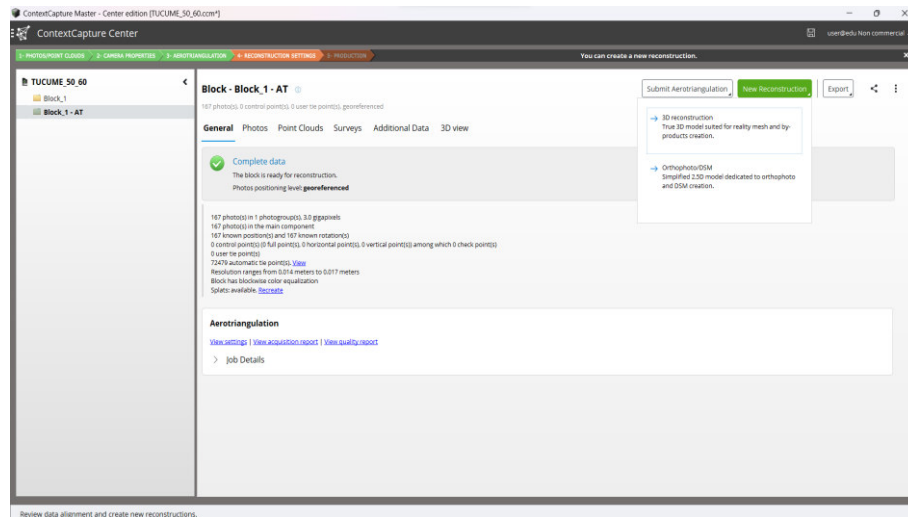 ContextCapture Master - Center edition [TUCUME_50_60.ccm*]
ContextCapture Center
user@edu Non commercial
1- PHOTOS/POINT CLOUDS 2- CAMERA PROPERTIES 3- AEROTRIANGULATION 4- RECONSTRUCTION SETTINGS 5- PRODUCTION
You can create a new reconstruction.
TUCUME_50_60
Block_1
Block_1 - AT
Block - Block_1 - AT
Submit Aerotriangulation
New Reconstruction
Export
167 photo(s), 0 control point(s), 0 user tie point(s), georeferenced
General Photos Point Clouds Surveys Additional Data 3D view
3D reconstruction
True 3D model suited for reality mesh and by-
products creation.
Orthophoto/DSM
Simplified 2.5D model dedicated to orthophoto
and DSM creation.
Complete data
The block is ready for reconstruction.
Photos positioning level: georeferenced
167 photo(s) in 1 photogroup(s), 3.0 gigapixels
167 photo(s) in the main component
167 known position(s) and 167 known rotation(s)
0 control point(s) (0 full point(s), 0 horizontal point(s), 0 vertical point(s)) among which 0 check point(s)
0 user tie point(s)
72479 automatic tie point(s). View
Resolution ranges from 0.014 meters to 0.017 meters
Block has blockwise color equalization
Splats: available. Recreate
Aerotriangulation
View settings | View acquisition report | View quality report
Job Details
Review data alignment and create new reconstructions.